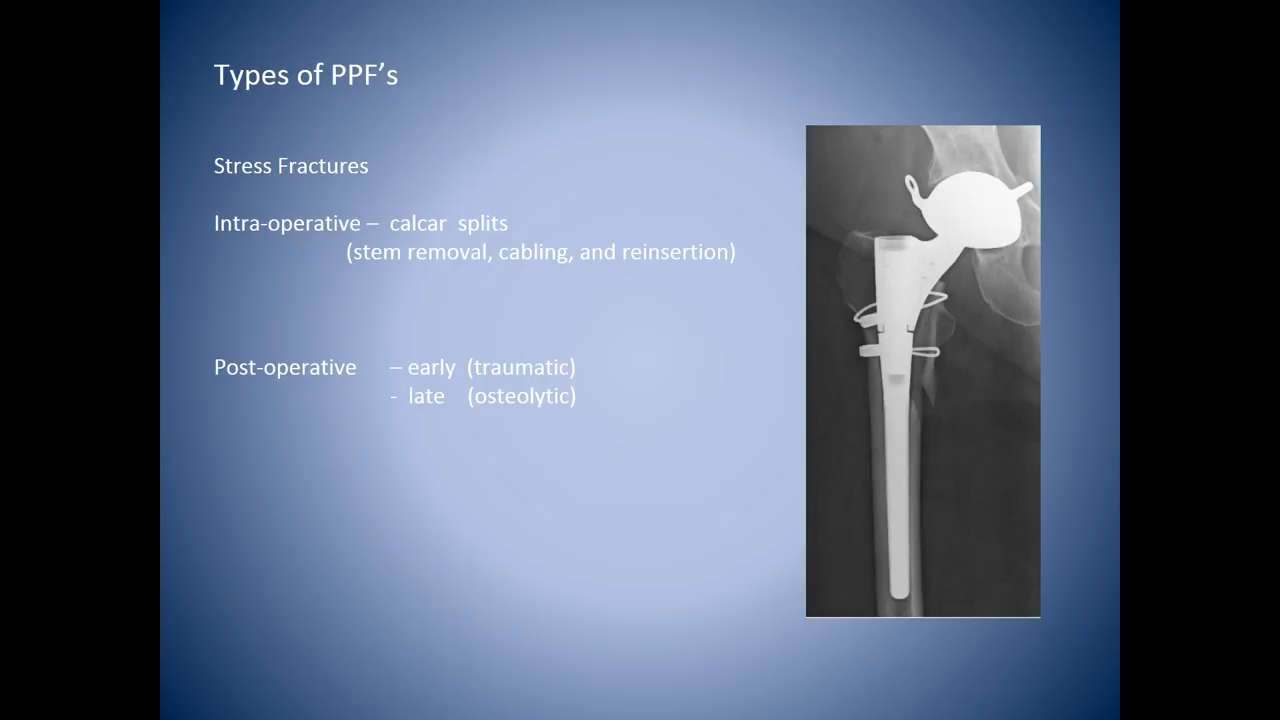 Types of PPF’s
Stress Fractures
Intra-operative – calcar splits
(stem removal, cabling, and reinsertion)
Post-operative – early (traumatic)
- late (osteolytic)